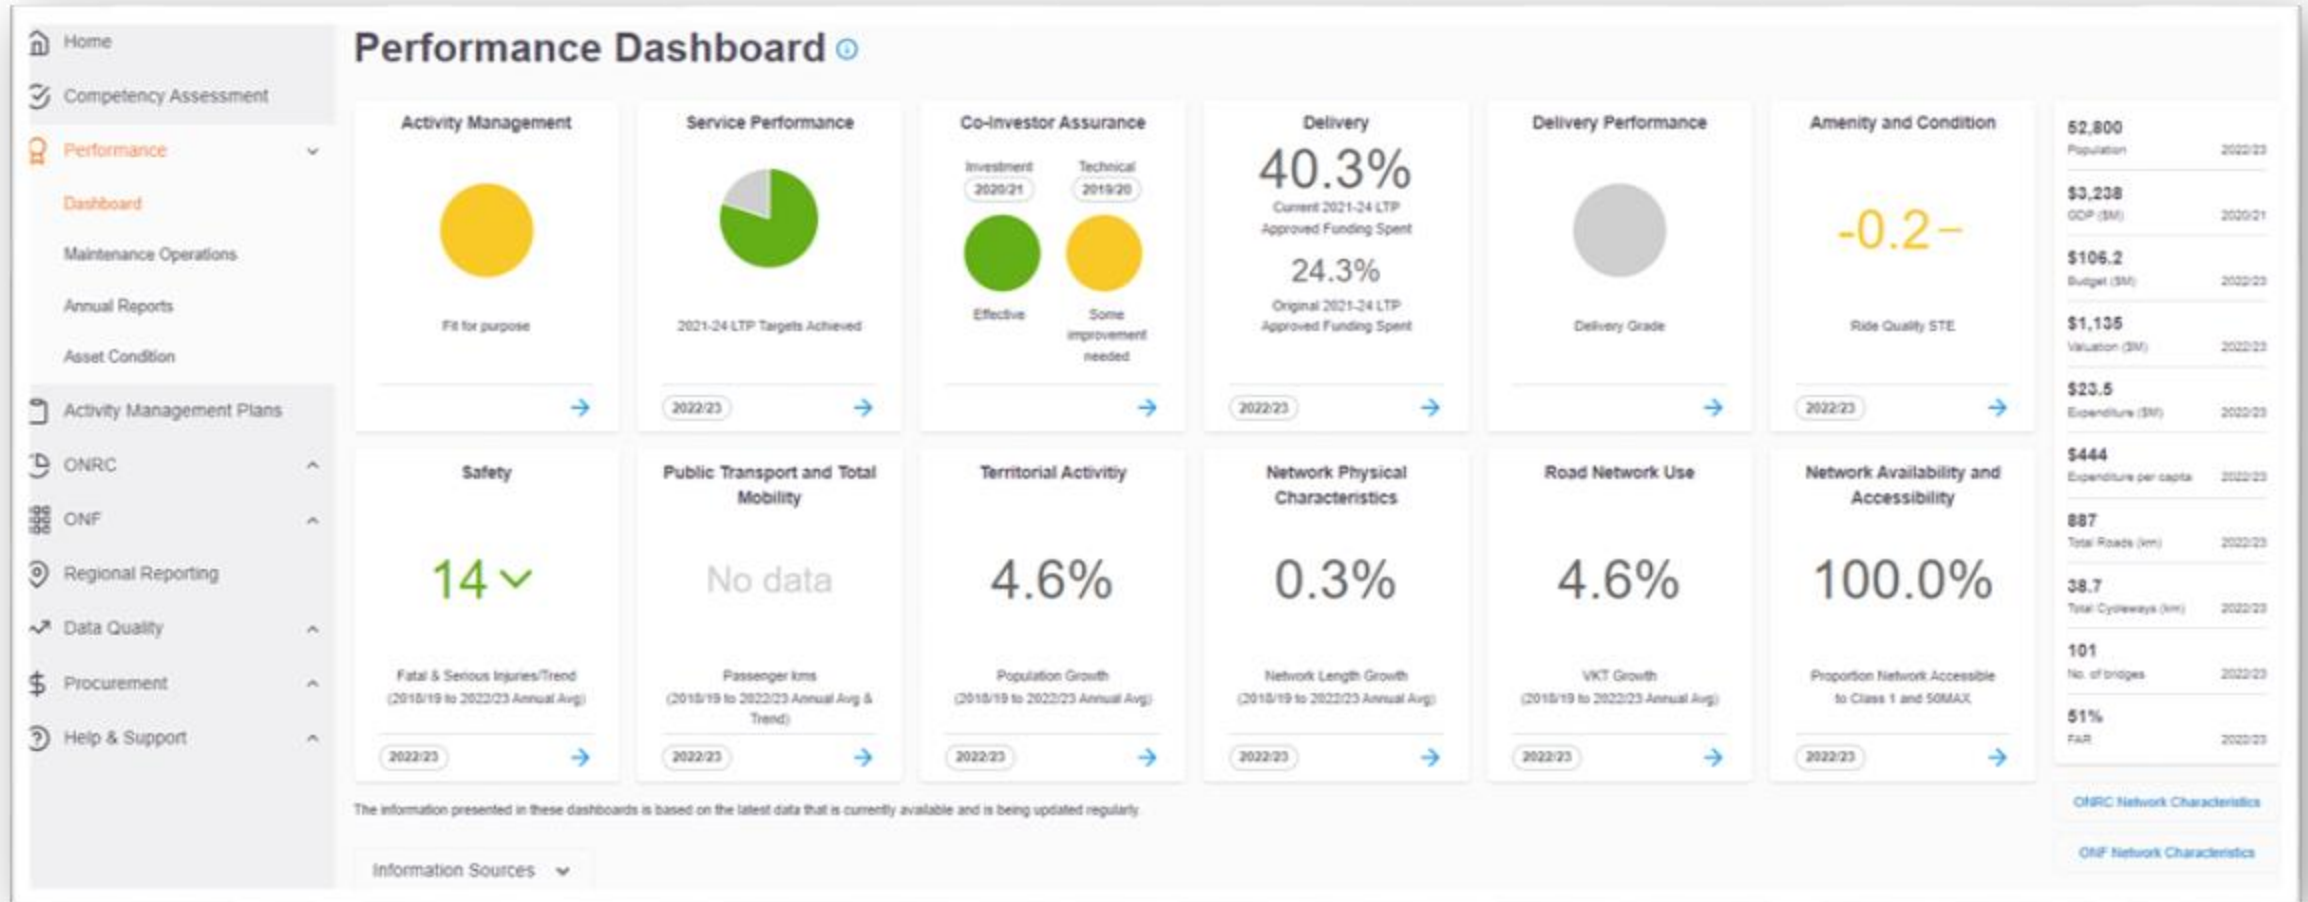 Home
Competency Assessment
Performance
Dashboard
Maintenance Operations
Annual Reports
Asset Condition
Activity Management Plans
ONRC
ONF
Regional Reporting
Data Quality
Procurement
Help & Support
Performance Dashboard
Activity Management
Fit for purpose
Service Performance
2021-24 LTP Targets Achieved
2022/23
Co-Investor Assurance
Investment
2020/21
Effective
Technical
2019/20
Some
improvement
needed
Delivery
40.3%
Current 2021-24 LTP
Approved Funding Spent
24.3%
Original 2021-24 LTP
Approved Funding Spent
2022/23
Delivery Performance
Delivery Grade
Amenity and Condition
-0.2 –
Ride Quality STE
2022/23
Safety
14
Fatal & Serious Injuries/Trend
(2018/19 to 2022/23 Annual Avg)
2022/23
Public Transport and Total
Mobility
No data
Passenger kms
(2018/19 to 2022/23 Annual Avg &
Trend)
2022/23
Territorial Activitiy
4.6%
Population Growth
(2018/19 to 2022/23 Annual Avg)
2022/23
Network Physical
Characteristics
0.3%
Network Length Growth
(2018/19 to 2022/23 Annual Avg)
2022/23
Road Network Use
4.6%
VKT Growth
(2018/19 to 2022/23 Annual Avg)
2022/23
Network Availability and
Accessibility
100.0%
Proportion Network Accessible
to Class 1 and 50MAX
2022/23
52,800
Population 2022/23
$3,238
GDP ($M) 2020/21
$106.2
Budget ($M) 2022/23
$1,135
Valuation ($M) 2022/23
$23.5
Expenditure ($M) 2022/23
$444
Expenditure per capita 2022/23
887
Total Roads (km) 2022/23
38.7
Total Cycleways (km) 2022/23
101
No. of bridges 2022/23
51%
FAR 2022/23
ONRC Network Characteristics
ONF Network Characteristics
The information presented in these dashboards is based on the latest data that is currently available and is being updated regularly.
Information Sources